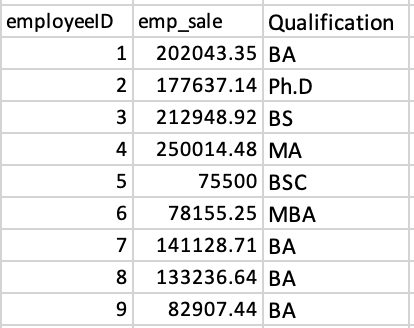 employeeID emp_sale Qualification
1 202043.35 BA
2 177637.14 Ph.D
3 212948.92 BS
4 250014.48 MA
5 75500 BSC
6 78155.25 MBA
7 141128.71 BA
8 133236.64 BA
9 82907.44 BA